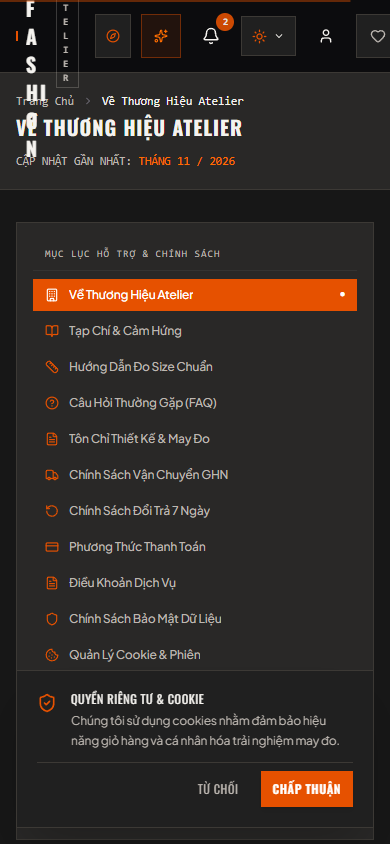 FASHION
TELIER
2
Trang Chủ > Về Thương Hiệu Atelier
VỀ THƯƠNG HIỆU ATELIER
CẬP NHẬT GẦN NHẤT: THÁNG 11 / 2026
MỤC LỤC HỖ TRỢ & CHÍNH SÁCH
Về Thương Hiệu Atelier
Tạp Chí & Cảm Hứng
Hướng Dẫn Đo Size Chuẩn
Câu Hỏi Thường Gặp (FAQ)
Tôn Chỉ Thiết Kế & May Đo
Chính Sách Vận Chuyển GHN
Chính Sách Đổi Trả 7 Ngày
Phương Thức Thanh Toán
Điều Khoản Dịch Vụ
Chính Sách Bảo Mật Dữ Liệu
Quản Lý Cookie & Phiên
QUYỀN RIÊNG TƯ & COOKIE
Chúng tôi sử dụng cookies nhằm đảm bảo hiệu
năng giỏ hàng và cá nhân hóa trải nghiệm may đo.
TỪ CHỐI
CHẤP THUẬN